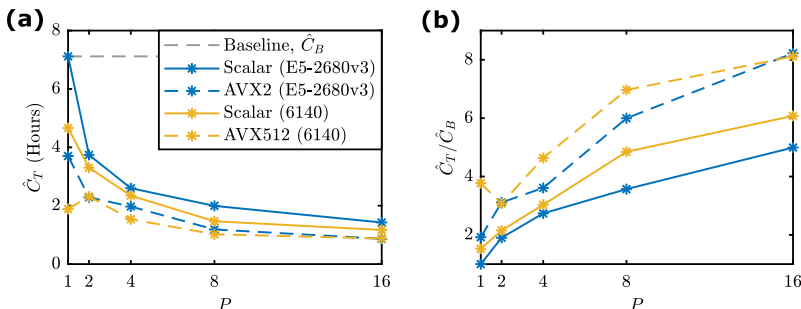 (a)
8
6
4
2
0
Ĉ_T (Hours)
1 2 4 8 16
P
Baseline, Ĉ_B
Scalar (E5-2680v3)
AVX2 (E5-2680v3)
Scalar (6140)
AVX512 (6140)
(b)
8
6
4
2
Ĉ_T/Ĉ_B
1 2 4 8 16
P